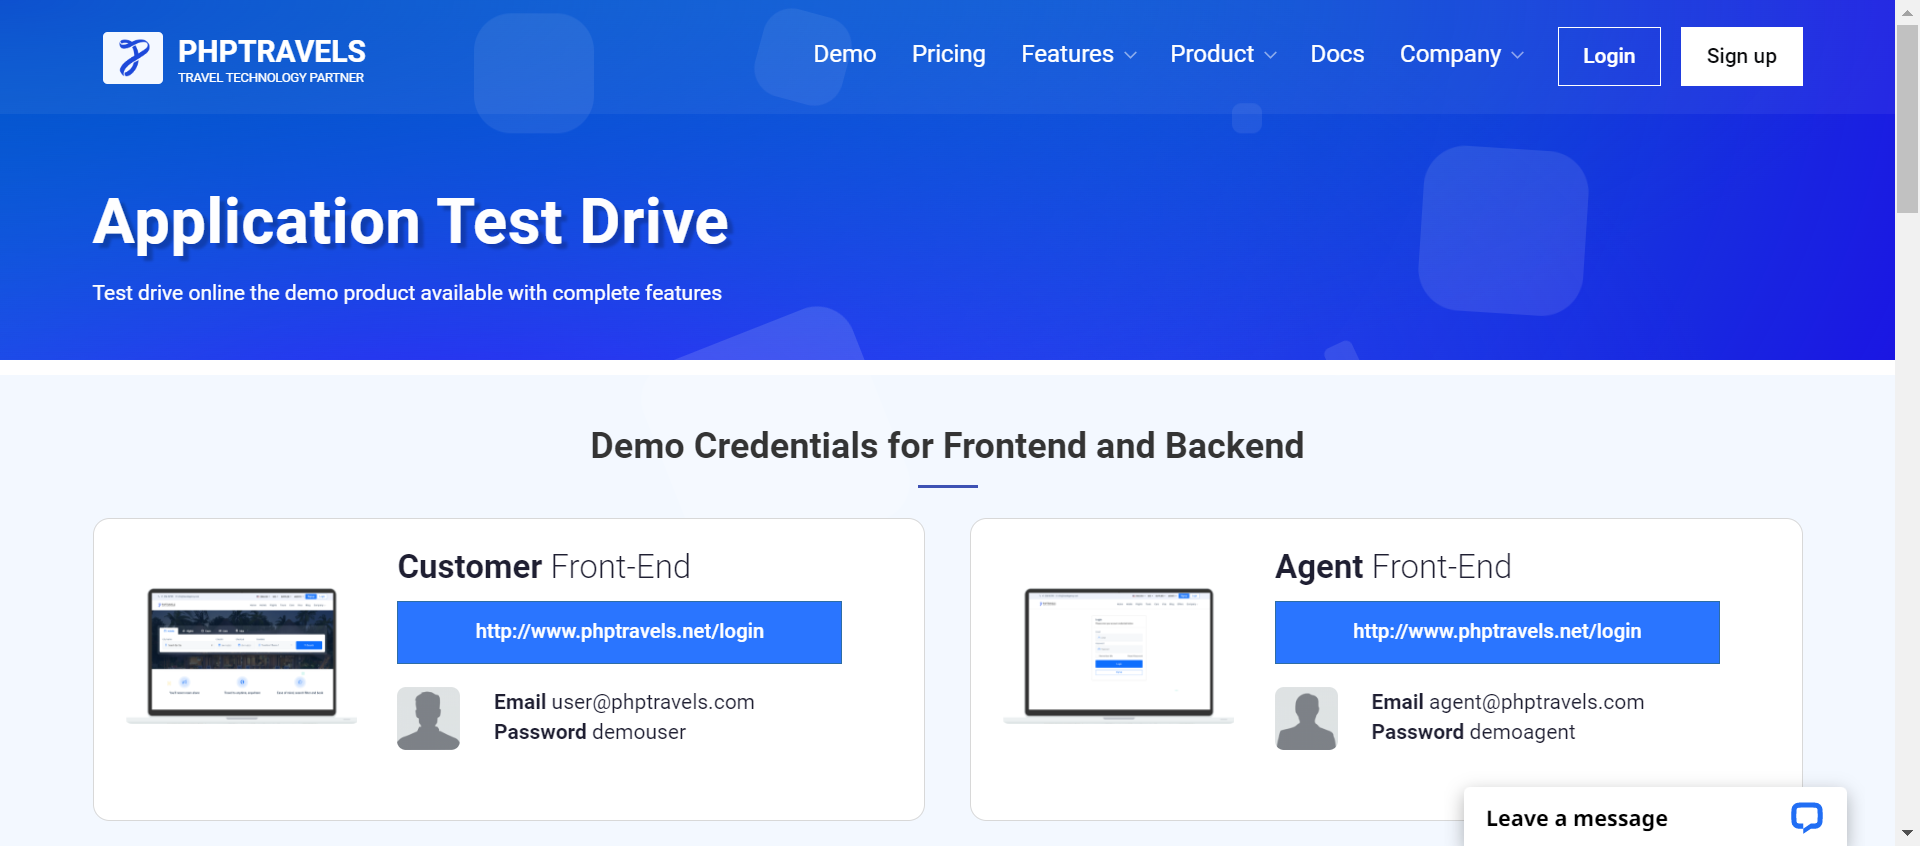 PHPTRAVELS
TRAVEL TECHNOLOGY PARTNER
Demo Pricing Features Product Docs Company Login Sign up
Application Test Drive
Test drive online the demo product available with complete features
Demo Credentials for Frontend and Backend
Customer Front-End
http://www.phptravels.net/login
Email user@phptravels.com
Password demouser
Agent Front-End
http://www.phptravels.net/login
Email agent@phptravels.com
Password demoagent
Leave a message